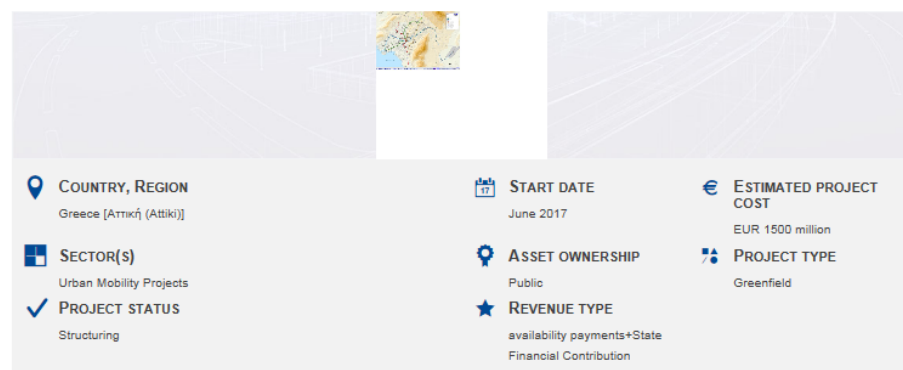 COUNTRY, REGION
Greece [Αττική (Attiki)]
17
START DATE
June 2017
€
ESTIMATED PROJECT
COST
EUR 1500 million
SECTOR(S)
Urban Mobility Projects
ASSET OWNERSHIP
Public
PROJECT TYPE
Greenfield
PROJECT STATUS
Structuring
REVENUE TYPE
availability payments+State
Financial Contribution